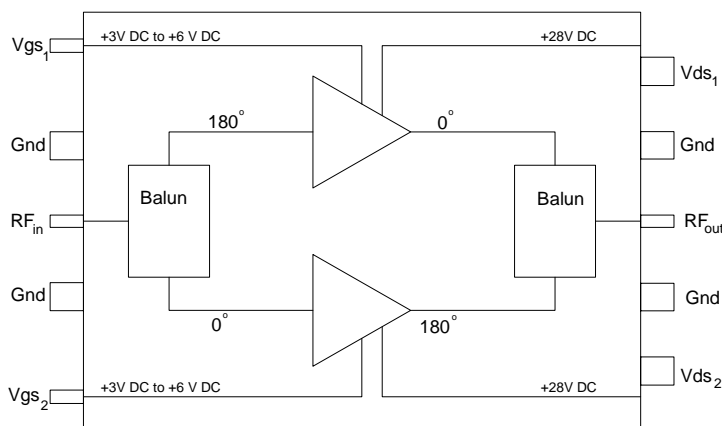 +3V DC to +6 V DC
+28V DC
Vgs1
Vds1
180°
0°
Gnd
Gnd
Balun
Balun
RFin
RFout
Gnd
Gnd
0°
180°
Vds2
+3V DC to +6 V DC
+28V DC
Vgs2